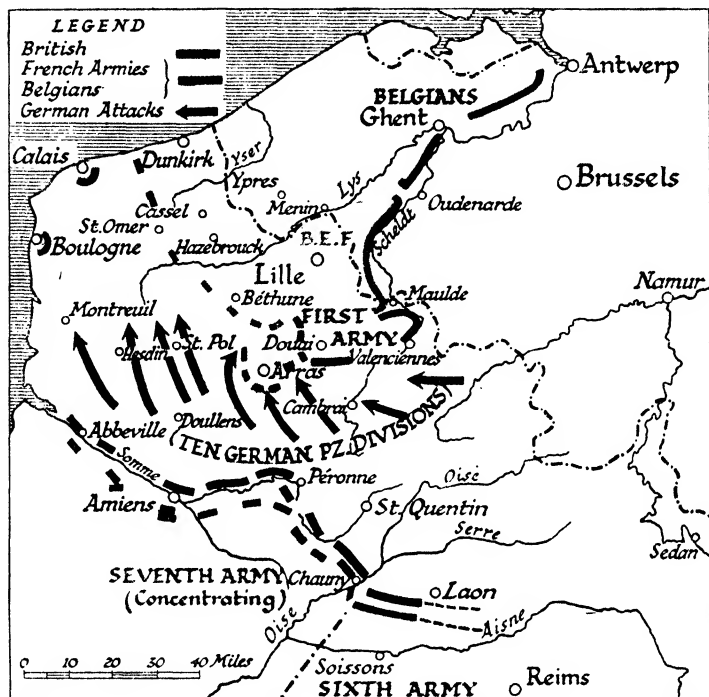 LEGEND
British
French Armies
Belgians
German Attacks
Antwerp
BELGIANS
Ghent
Calais
Dunkirk
Yser
Ypres
Lys
Brussels
Cassel
Menin
Oudenarde
St. Omer
Scheldt
Boulogne
Hazebrouck
B.E.F.
Lille
Namur
Béthune
Maulde
Montreuil
FIRST
ARMY
Hesdin
St. Pol
Douai
Valenciennes
Arras
Cambrai
Doullens
Abbeville
(TEN GERMAN PZ. DIVISIONS)
Somme
Péronne
Oise
Amiens
St. Quentin
Serre
Sedan
SEVENTH ARMY
(Concentrating)
Chauny
Laon
Oise
Aisne
0 10 20 30 40 Miles
Soissons
SIXTH ARMY
Reims